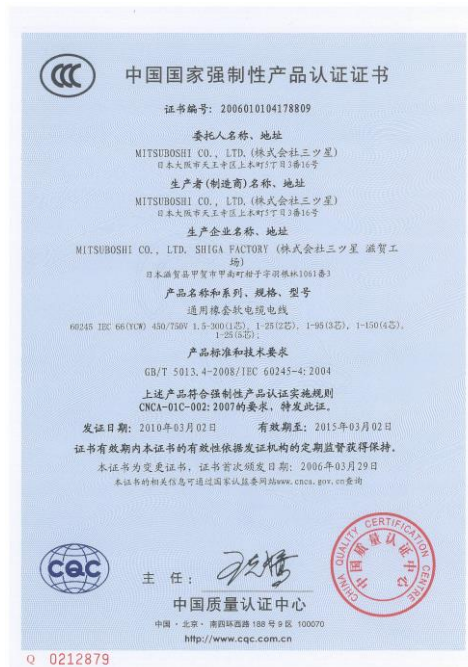 中国国家强制性产品认证证书
证书编号: 2006010104178809
委托人名称、地址
MITSUBOSHI CO., LTD.(株式会社三ツ星)
日本大阪市天王寺区上本町5丁目3番16号
生产者(制造商)名称、地址
MITSUBOSHI CO., LTD.(株式会社三ツ星)
日本大阪市天王寺区上本町5丁目3番16号
生产企业名称、地址
MITSUBOSHI CO., LTD. SHIGA FACTORY (株式会社三ツ星 滋賀工
场)
日本滋賀县甲賀市甲南町柑子字羽根林1061番3
产品名称和系列、规格、型号
通用橡套软电缆电线
60245 IEC 66(YCW) 450/750V 1.5-300(1芯), 1-25(2芯), 1-95(3芯), 1-150(4芯),
1-25(5芯);
产品标准和技术要求
GB/T 5013.4-2008/IEC 60245-4:2004
上述产品符合强制性产品认证实施规则
CNCA-01C-002:2007的要求，特发此证。
发证日期: 2010年03月02日 有效期至: 2015年03月02日
证书有效期内本证书的有效性依据发证机构的定期监督获得保持。
本证书为变更证书，证书首次颁发日期: 2006年03月29日
本证书的相关信息可通过国家认监委网站www.cnca.gov.cn查询
CHINA QUALITY CERTIFICATION CENTRE
中国质量认证中心
CQC
主 任:
中国质量认证中心
中国·北京·南四环西路 188 号 9 区 100070
http://www.cqc.com.cn
Q 0212879